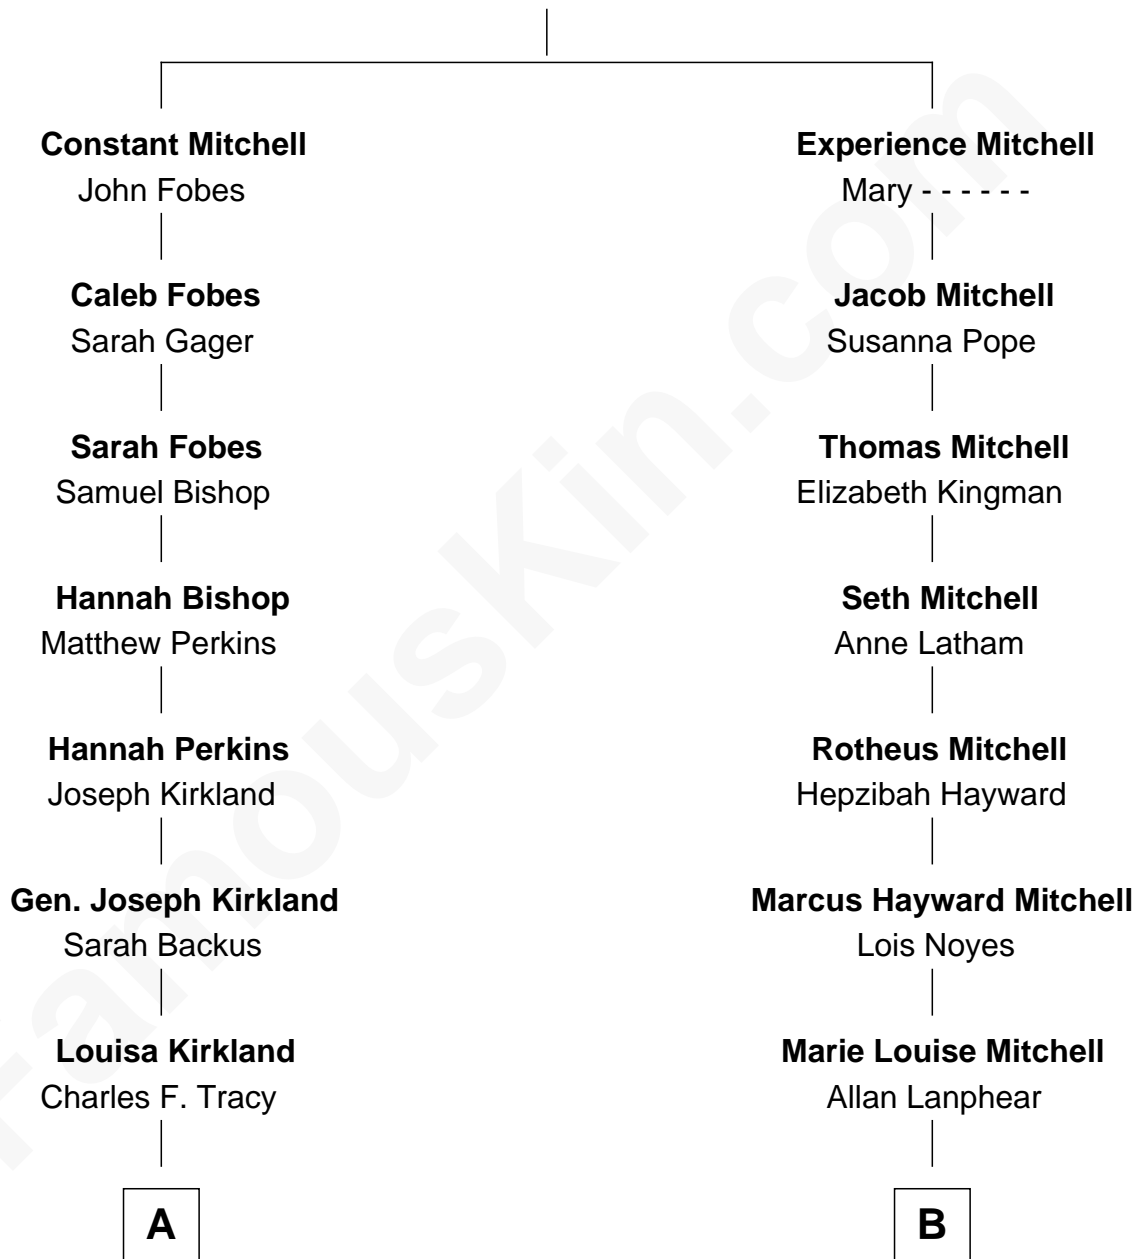 Constant Mitchell
John Fobes
Caleb Fobes
Sarah Gager
Sarah Fobes
Samuel Bishop
Hannah Bishop
Matthew Perkins
Hannah Perkins
Joseph Kirkland
Gen. Joseph Kirkland
Sarah Backus
Louisa Kirkland
Charles F. Tracy
A
Experience Mitchell
Mary - - - - - -
Jacob Mitchell
Susanna Pope
Thomas Mitchell
Elizabeth Kingman
Seth Mitchell
Anne Latham
Rotheus Mitchell
Hepzibah Hayward
Marcus Hayward Mitchell
Lois Noyes
Marie Louise Mitchell
Allan Lanphear
B
FamousKin.com